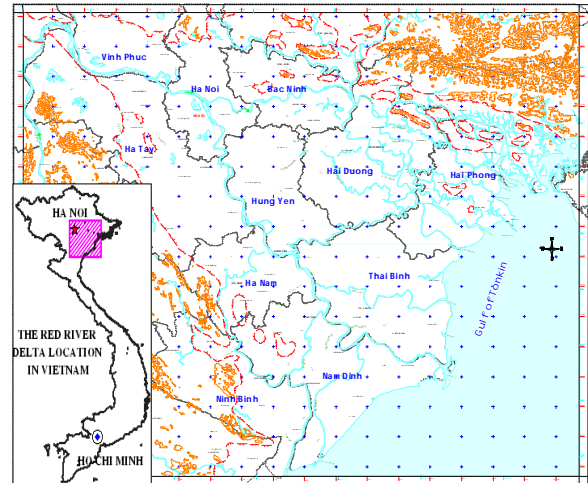 Vinh Phuc
Ha Noi
Bac Ninh
Ha Tay
Hai Duong
Hai Phong
Hung Yen
HA NOI
Ha Nam
Thai Binh
Gulf of Tonkin
THE RED RIVER
DELTA LOCATION
IN VIETNAM
Nam Dinh
Ninh Binh
HO CHI MINH